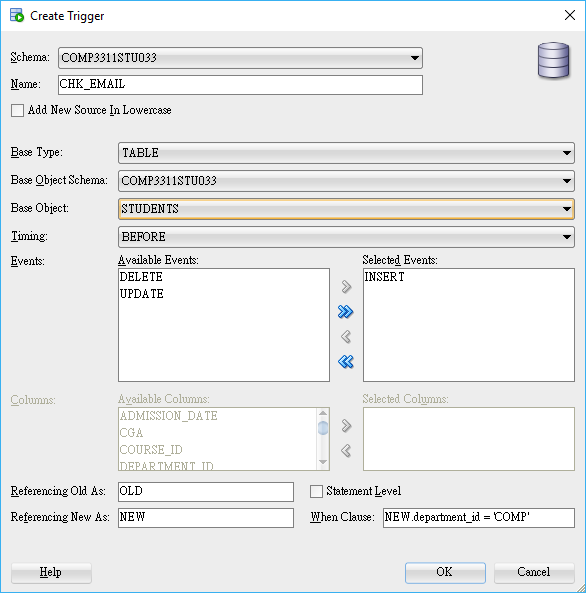 Create Trigger
Schema: COMP3311STU033
Name: CHK_EMAIL
Add New Source In Lowercase
Base Type: TABLE
Base Object Schema: COMP3311STU033
Base Object: STUDENTS
Timing: BEFORE
Events: Available Events: Selected Events:
DELETE INSERT
UPDATE
Columns: Available Columns: Selected Columns:
ADMISSION_DATE
CGA
COURSE_ID
DEPARTMENT_ID
Referencing Old As: OLD Statement Level
Referencing New As: NEW When Clause: NEW.department_id = 'COMP'
Help OK Cancel